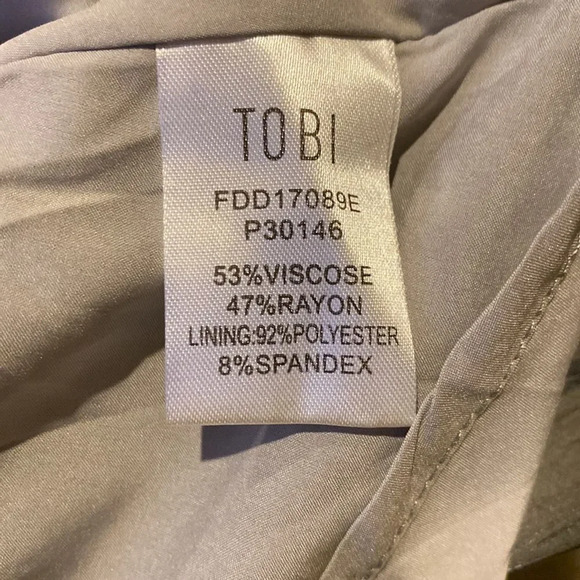 TOBI
FDD17089E
P30146
53%VISCOSE
47%RAYON
LINING:92%POLYESTER
8%SPANDEX